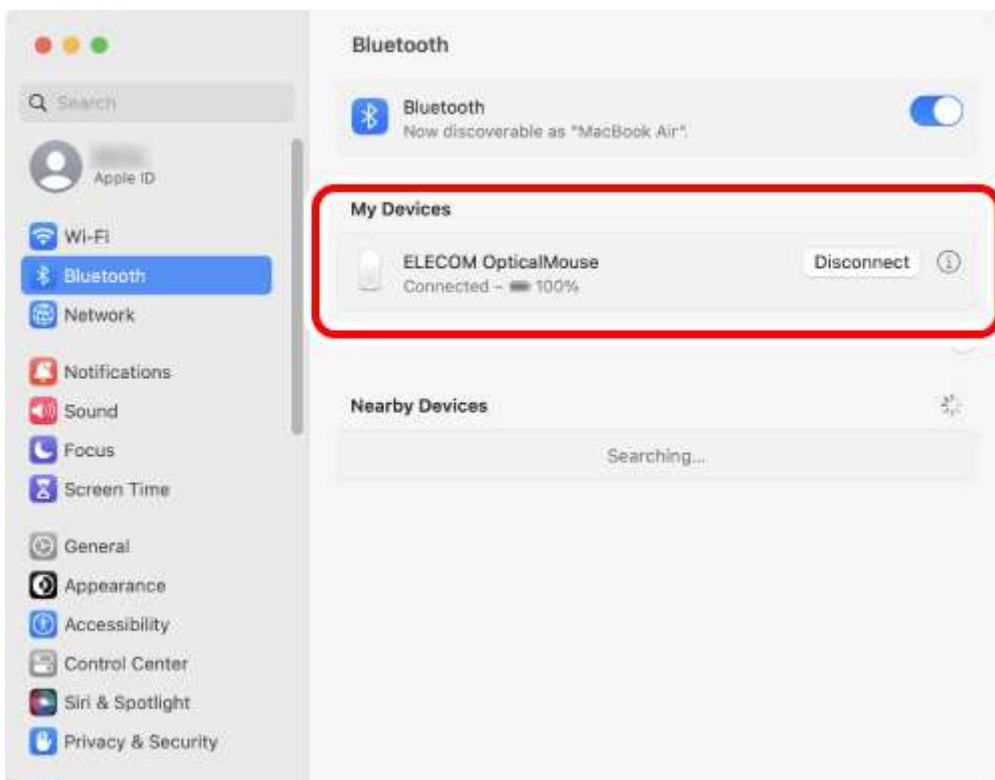 Bluetooth
Search
Bluetooth
Now discoverable as "MacBook Air".
Apple ID
My Devices
Wi-Fi
ELECOM OpticalMouse
Disconnect
Bluetooth
Connected – 100%
Network
Notifications
Nearby Devices
Sound
Focus
Searching...
Screen Time
General
Appearance
Accessibility
Control Center
Siri & Spotlight
Privacy & Security